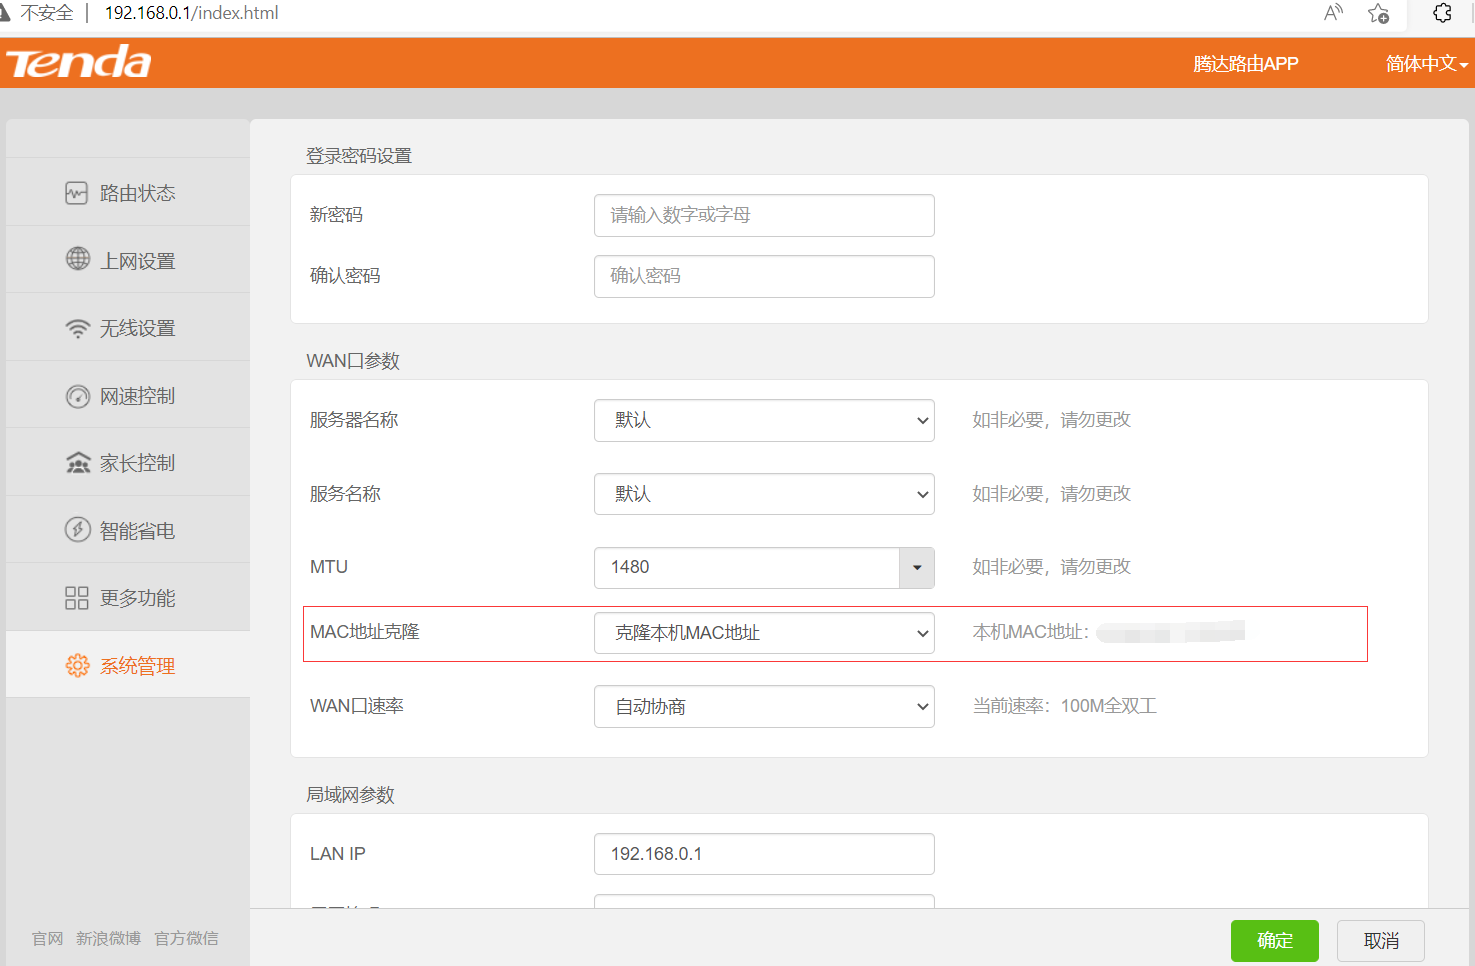 不安全 192.168.0.1/index.html
Tenda 腾达路由APP 简体中文
路由状态
上网设置
无线设置
网速控制
家长控制
智能省电
更多功能
系统管理
官网 新浪微博 官方微信
登录密码设置
新密码 请输入数字或字母
确认密码 确认密码
WAN口参数
服务器名称 默认 如非必要，请勿更改
服务名称 默认 如非必要，请勿更改
MTU 1480 如非必要，请勿更改
MAC地址克隆 克隆本机MAC地址 本机MAC地址：
WAN口速率 自动协商 当前速率：100M全双工
局域网参数
LAN IP 192.168.0.1
确定 取消